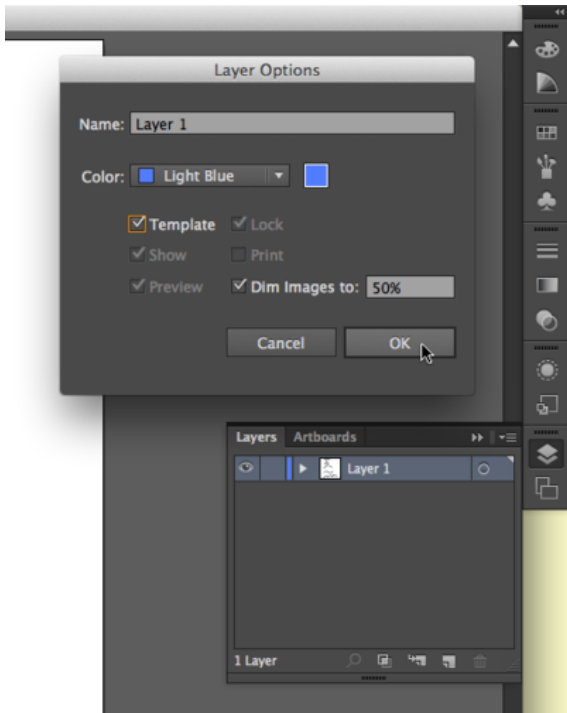 Layer Options
Name: Layer 1
Color: Light Blue
Template Lock
Show Print
Preview Dim Images to: 50%
Cancel OK
Layers Artboards
Layer 1
1 Layer